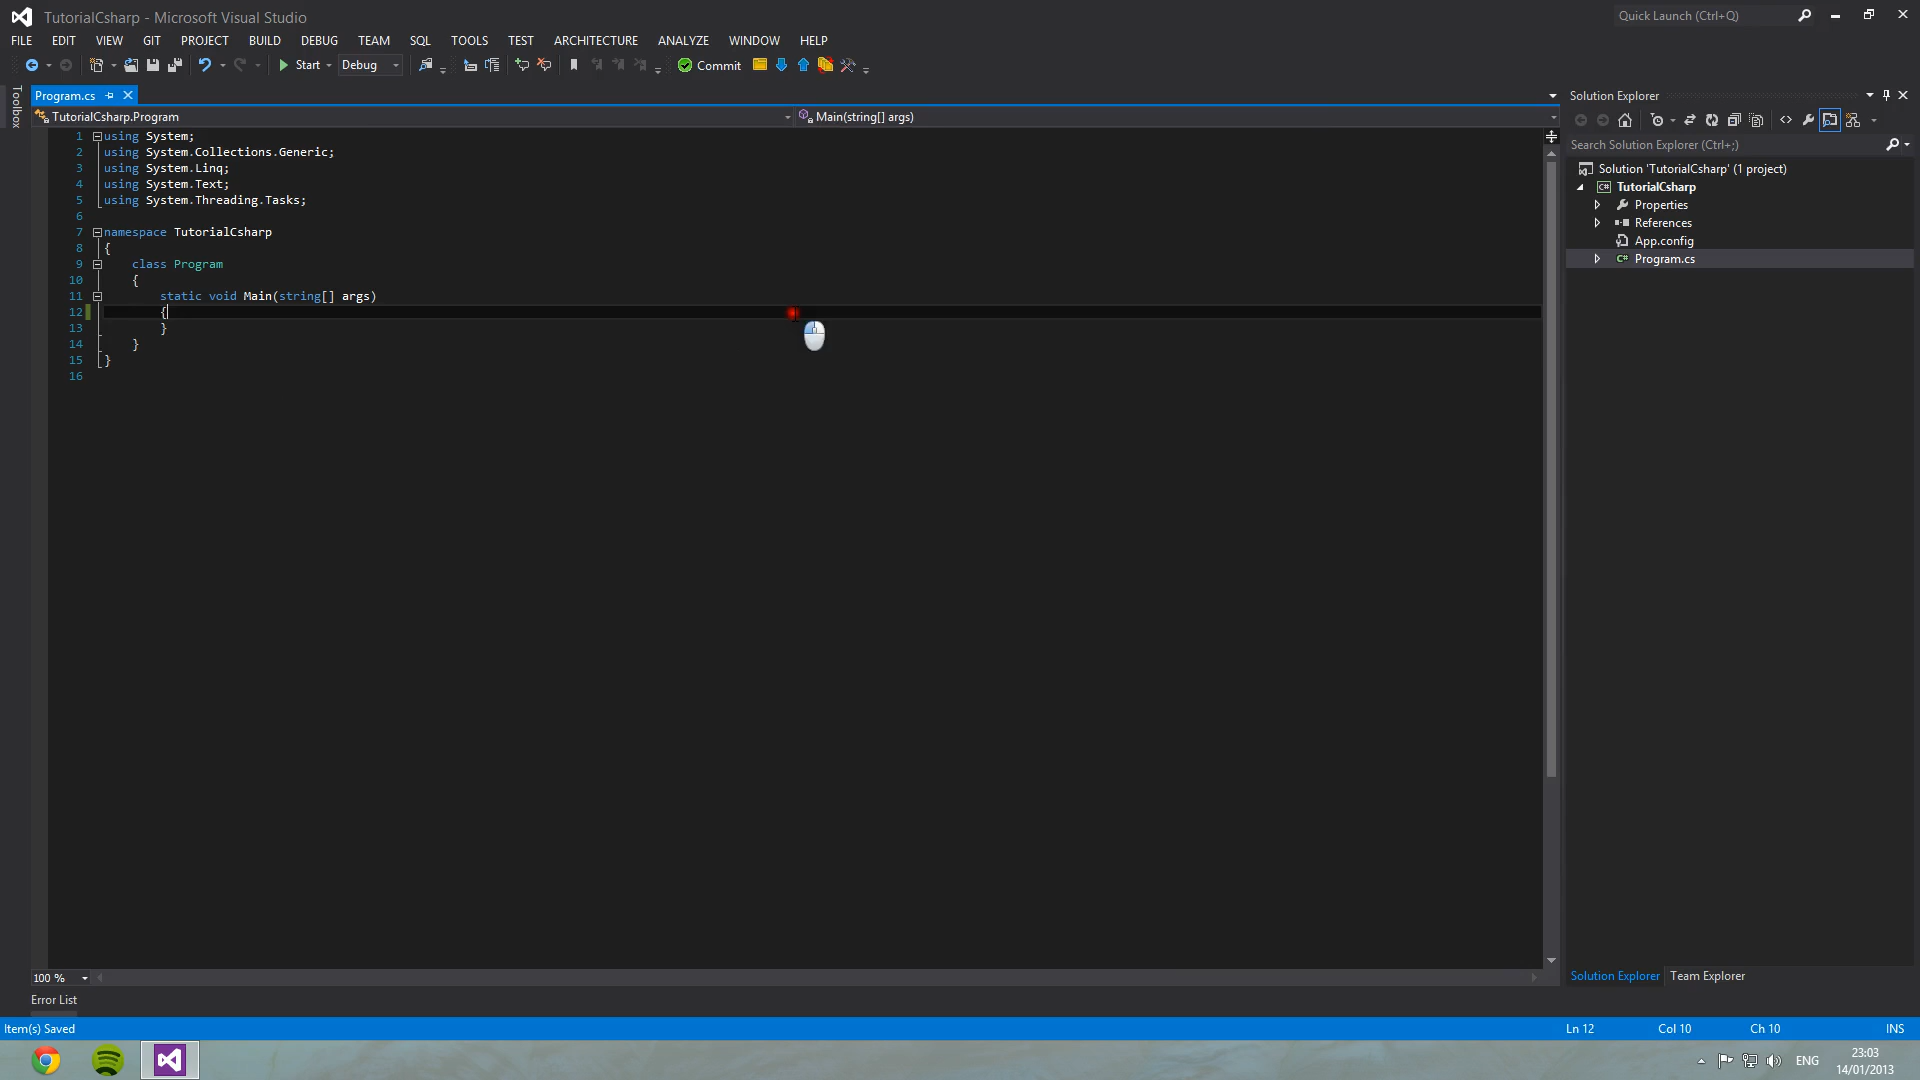 TutorialCsharp - Microsoft Visual Studio
Quick Launch (Ctrl+Q)
FILE EDIT VIEW GIT PROJECT BUILD DEBUG TEAM SQL TOOLS TEST ARCHITECTURE ANALYZE WINDOW HELP
Start Debug Commit
Toolbox
Program.cs
TutorialCsharp.Program
Main(string[] args)
1 using System;
2 using System.Collections.Generic;
3 using System.Linq;
4 using System.Text;
5 using System.Threading.Tasks;
6
7 namespace TutorialCsharp
8 {
9 class Program
10 {
11 static void Main(string[] args)
12 {
13 }
14 }
15 }
16
Solution Explorer
Search Solution Explorer (Ctrl+;)
Solution 'TutorialCsharp' (1 project)
C# TutorialCsharp
Properties
References
App.config
C# Program.cs
100 %
Solution Explorer Team Explorer
Error List
Item(s) Saved
Ln 12 Col 10 Ch 10 INS
ENG
23:03
14/01/2013